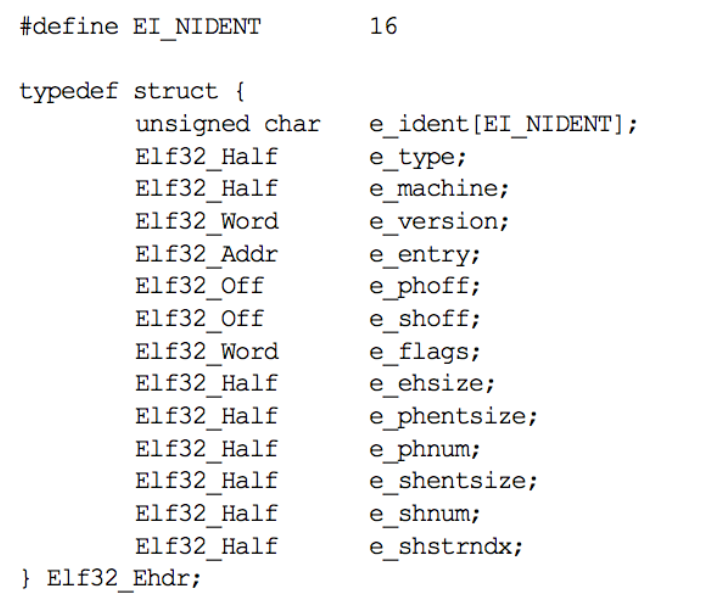 #define EI_NIDENT 16
typedef struct {
unsigned char e_ident[EI_NIDENT];
Elf32_Half e_type;
Elf32_Half e_machine;
Elf32_Word e_version;
Elf32_Addr e_entry;
Elf32_Off e_phoff;
Elf32_Off e_shoff;
Elf32_Word e_flags;
Elf32_Half e_ehsize;
Elf32_Half e_phentsize;
Elf32_Half e_phnum;
Elf32_Half e_shentsize;
Elf32_Half e_shnum;
Elf32_Half e_shstrndx;
} Elf32_Ehdr;